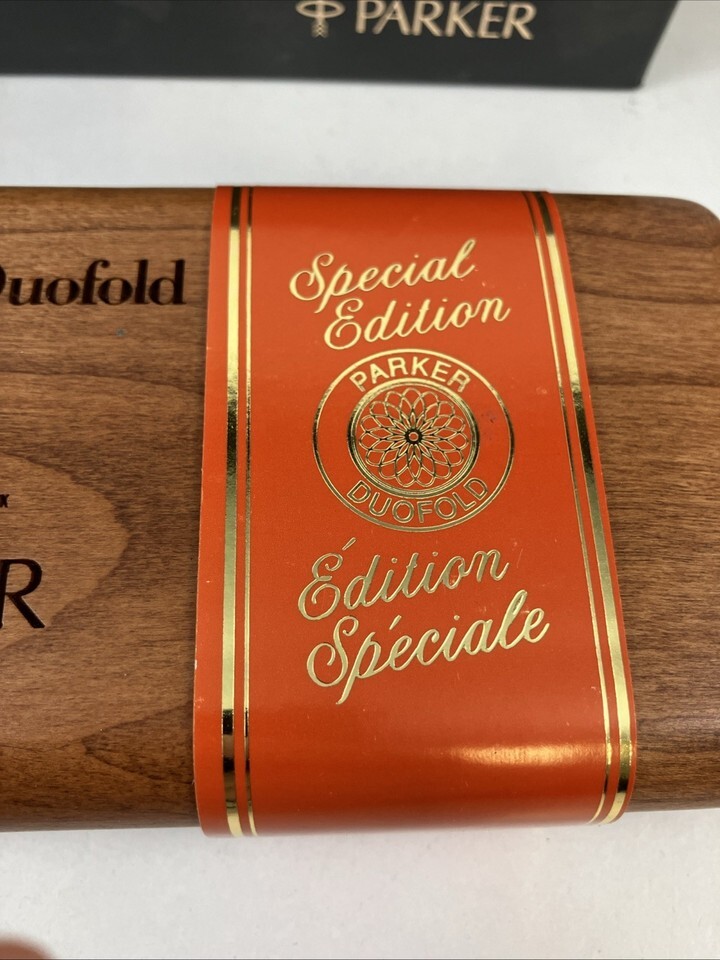 PARKER
Duofold
Special
Edition
PARKER
DUOFOLD
Édition
Spéciale
R